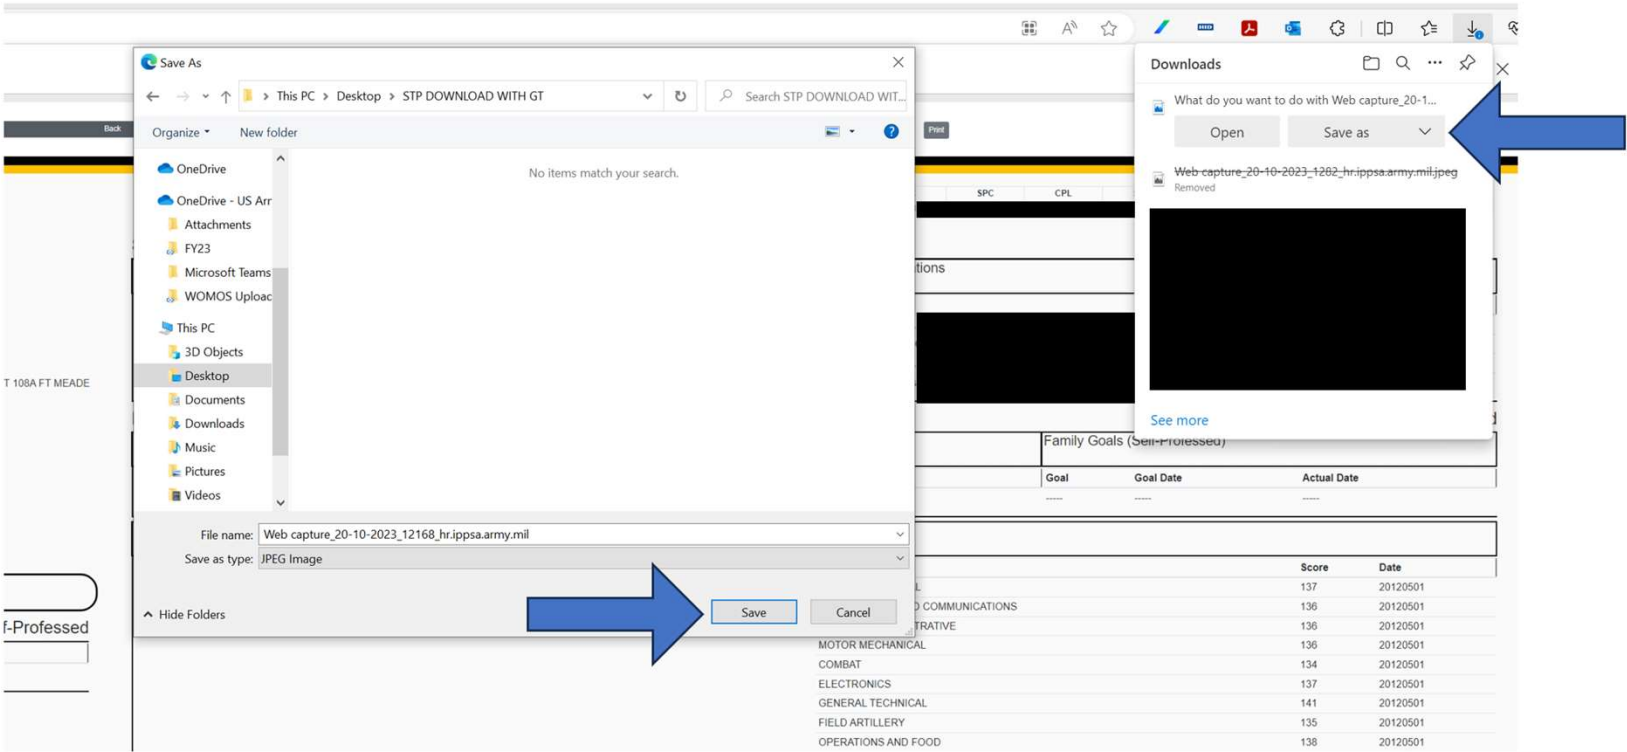 Save As
This PC > Desktop > STP DOWNLOAD WITH GT
Search STP DOWNLOAD WIT...
Organize
New folder
OneDrive
OneDrive - US Arr
Attachments
FY23
Microsoft Teams
WOMOS Uploac
This PC
3D Objects
Desktop
Documents
Downloads
Music
Pictures
Videos
No items match your search.
File name: Web capture_20-10-2023_12168_hr.ippsa.army.mil
Save as type: JPEG Image
Hide Folders
Save
Cancel
Downloads
What do you want to do with Web capture_20-1...
Open
Save as
Web capture_20-10-2023_1282_hr.ippsa.army.mil.jpeg
Removed
See more
Back
Print
SPC CPL
tions
T 108A FT MEADE
f-Professed
Family Goals (Self-Professed)
Goal Goal Date Actual Date
----- ----- -----
Score Date
L 137 20120501
D COMMUNICATIONS 136 20120501
TRATIVE 136 20120501
MOTOR MECHANICAL 136 20120501
COMBAT 134 20120501
ELECTRONICS 137 20120501
GENERAL TECHNICAL 141 20120501
FIELD ARTILLERY 135 20120501
OPERATIONS AND FOOD 138 20120501